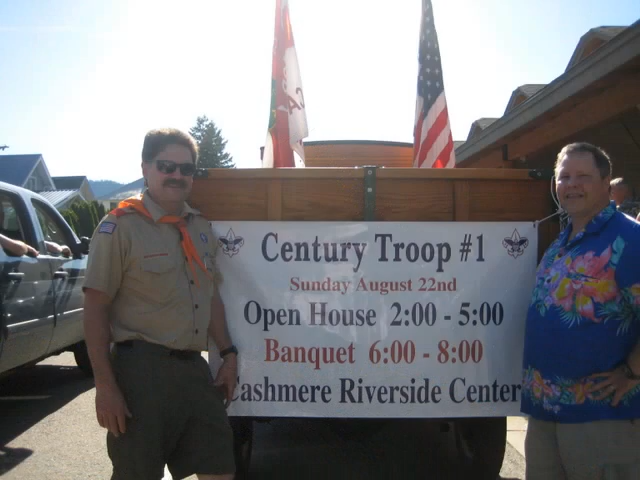 Century Troop #1
Sunday August 22nd
Open House 2:00 - 5:00
Banquet 6:00 - 8:00
Cashmere Riverside Center